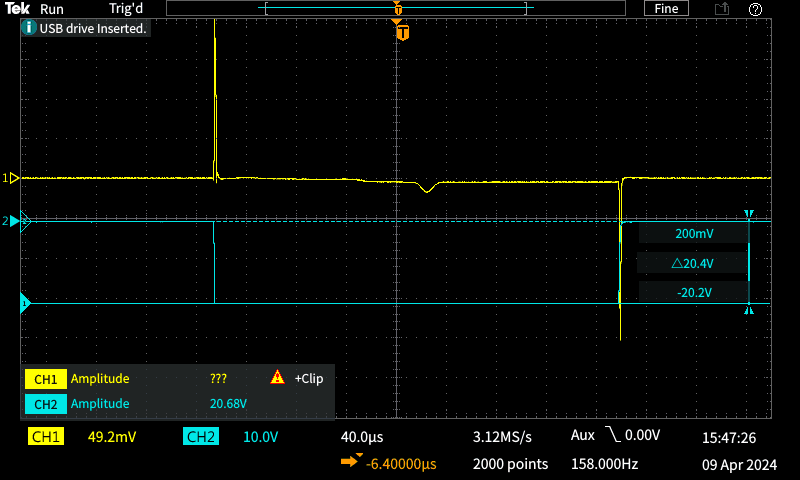 Tek Run Trig'd Fine
i USB drive Inserted.
T
T
1
2
2
200mV
△20.4V
1
-20.2V
CH1 Amplitude ??? +Clip
CH2 Amplitude 20.68V
CH1 49.2mV CH2 10.0V 40.0µs 3.12MS/s Aux 0.00V 15:47:26
-6.40000µs 2000 points 158.000Hz 09 Apr 2024